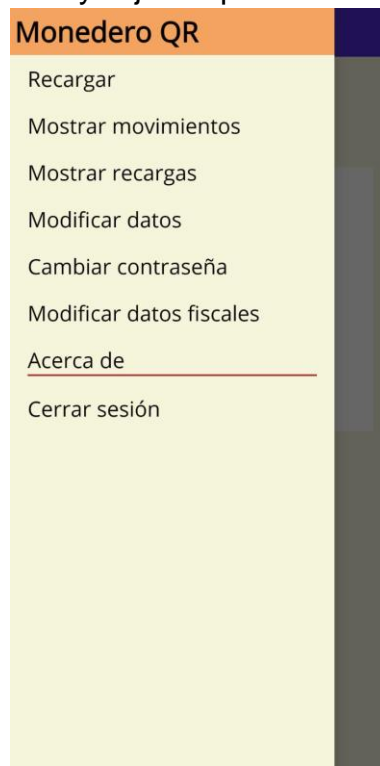 Monedero QR
Recargar
Mostrar movimientos
Mostrar recargas
Modificar datos
Cambiar contraseña
Modificar datos fiscales
Acerca de
Cerrar sesión